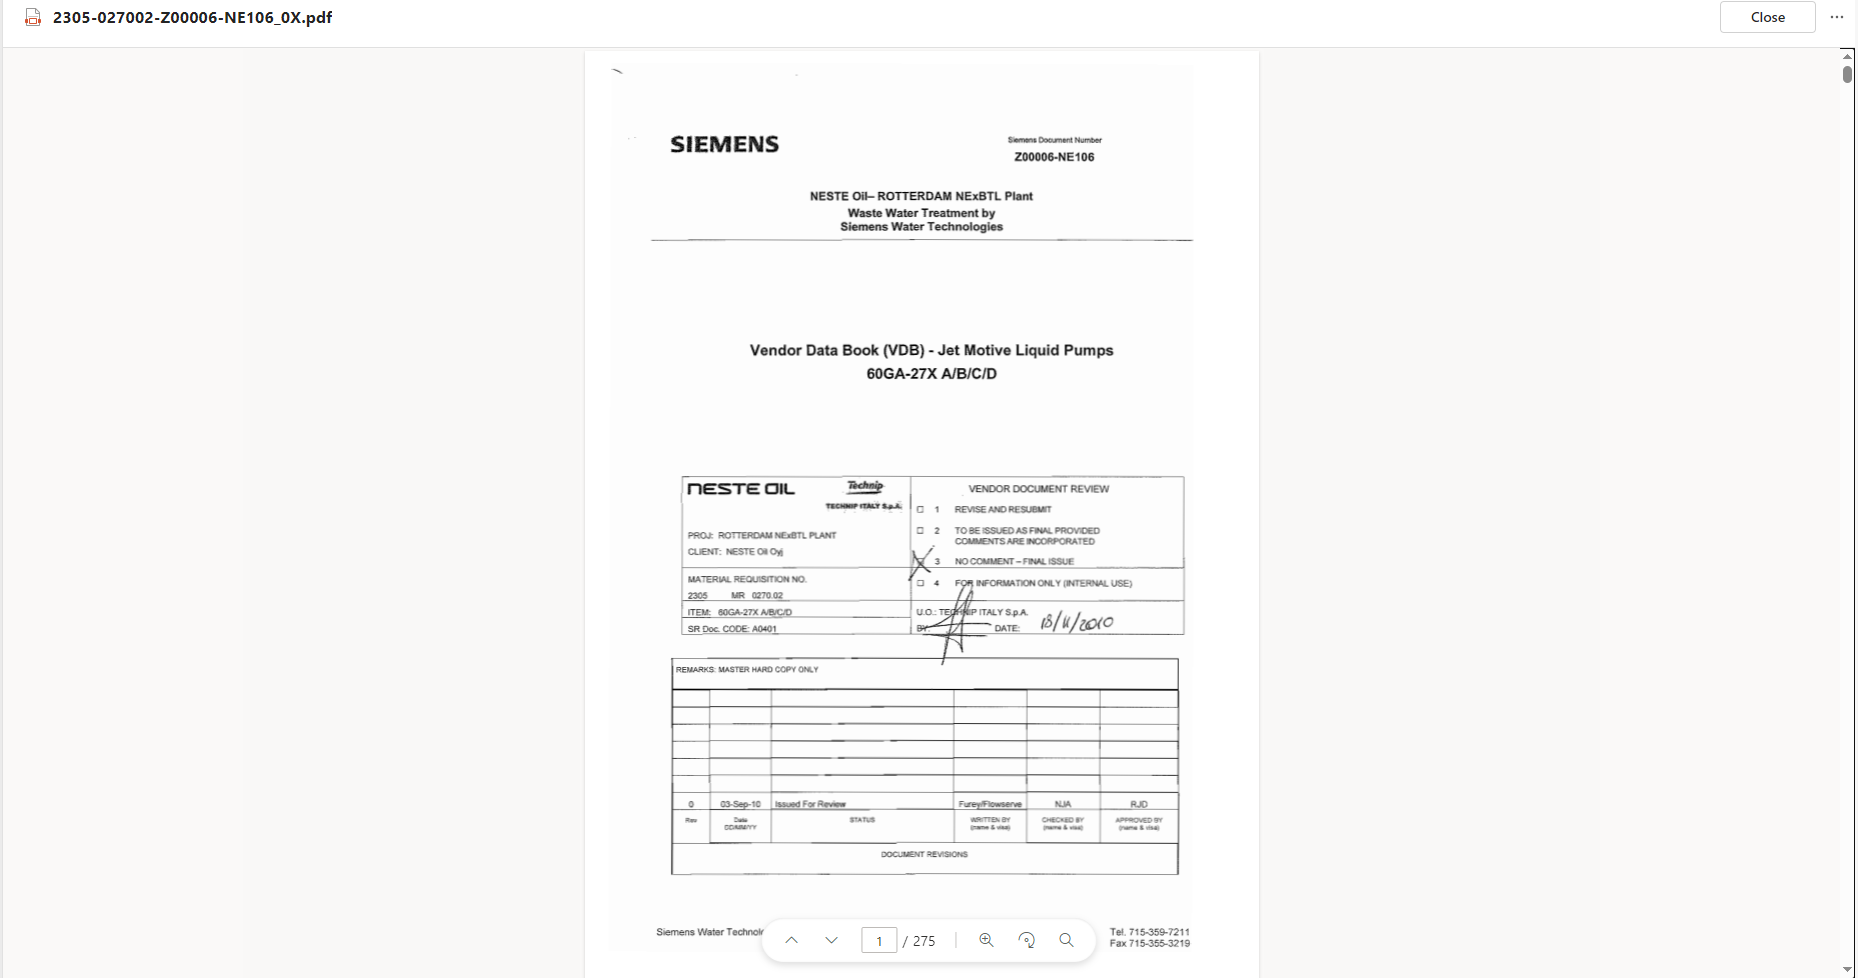 2305-027002-Z00006-NE106_0X.pdf
Close
SIEMENS
Siemens Document Number
Z00006-NE106
NESTE Oil– ROTTERDAM NExBTL Plant
Waste Water Treatment by
Siemens Water Technologies
Vendor Data Book (VDB) - Jet Motive Liquid Pumps
60GA-27X A/B/C/D
NESTE OIL
Technip
TECHNIP ITALY S.p.A.
PROJ: ROTTERDAM NExBTL PLANT
CLIENT: NESTE Oil Oyj
MATERIAL REQUISITION NO.
2305 MR 0270.02
ITEM: 60GA-27X A/B/C/D
SR Doc. CODE: A0401
VENDOR DOCUMENT REVIEW
1 REVISE AND RESUBMIT
2 TO BE ISSUED AS FINAL PROVIDED
COMMENTS ARE INCORPORATED
3 NO COMMENT – FINAL ISSUE
4 FOR INFORMATION ONLY (INTERNAL USE)
U.O.: TECHNIP ITALY S.p.A.
BY: DATE: 18/11/2010
REMARKS: MASTER HARD COPY ONLY
0 03-Sep-10 Issued For Review Furey/Flowserve NJA RJD
Rev Date STATUS WRITTEN BY CHECKED BY APPROVED BY
DD/MM/YY (name & visa) (name & visa) (name & visa)
DOCUMENT REVISIONS
Siemens Water Technolo
Tel. 715-359-7211
Fax 715-355-3219
1 / 275